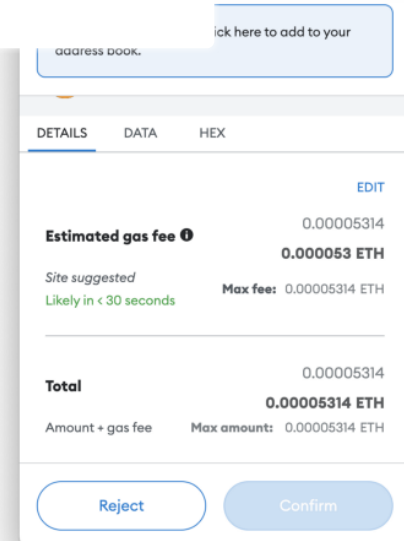 ick here to add to your
address book.
DETAILS DATA HEX
EDIT
0.00005314
Estimated gas fee
0.000053 ETH
Site suggested
Max fee: 0.00005314 ETH
Likely in < 30 seconds
0.00005314
Total
0.00005314 ETH
Amount + gas fee Max amount: 0.00005314 ETH
Reject Confirm